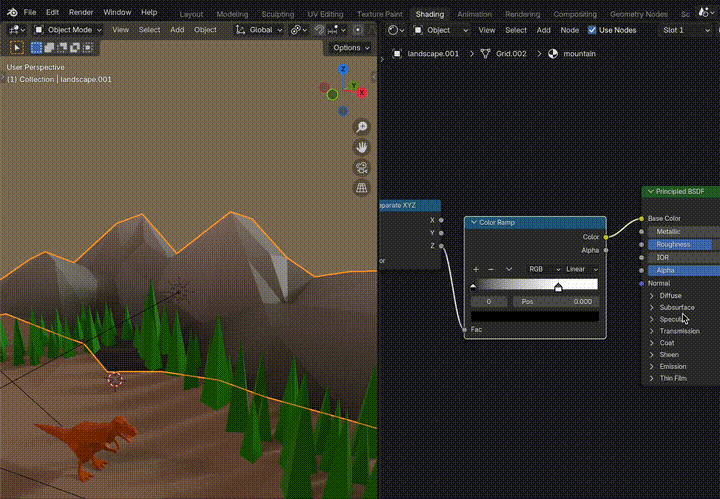 File Edit Render Window Help Layout Modeling Sculpting UV Editing Texture Paint Shading Animation Rendering Compositing Geometry Nodes Sc
Object Mode View Select Add Object Global
Object View Select Add Node Use Nodes Slot 1
Options
landscape.001 > Grid.002 > mountain
User Perspective
(1) Collection | landscape.001
Z
Y
X
eparate XYZ
X
Y
Z
or
Color Ramp
Color
Alpha
RGB Linear
0 Pos 0.000
Fac
Principled BSDF
Base Color
Metallic
Roughness
IOR
Alpha
Normal
Diffuse
Subsurface
Specular
Transmission
Coat
Sheen
Emission
Thin Film